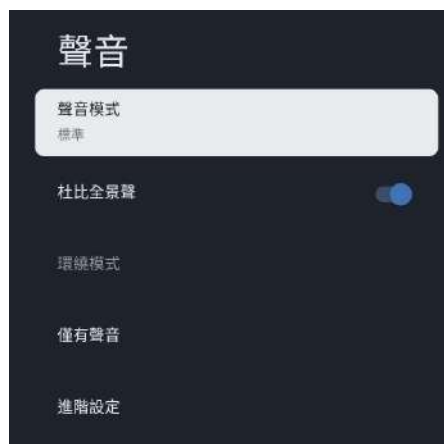 聲音
聲音模式
標準
杜比全景聲
環繞模式
僅有聲音
進階設定